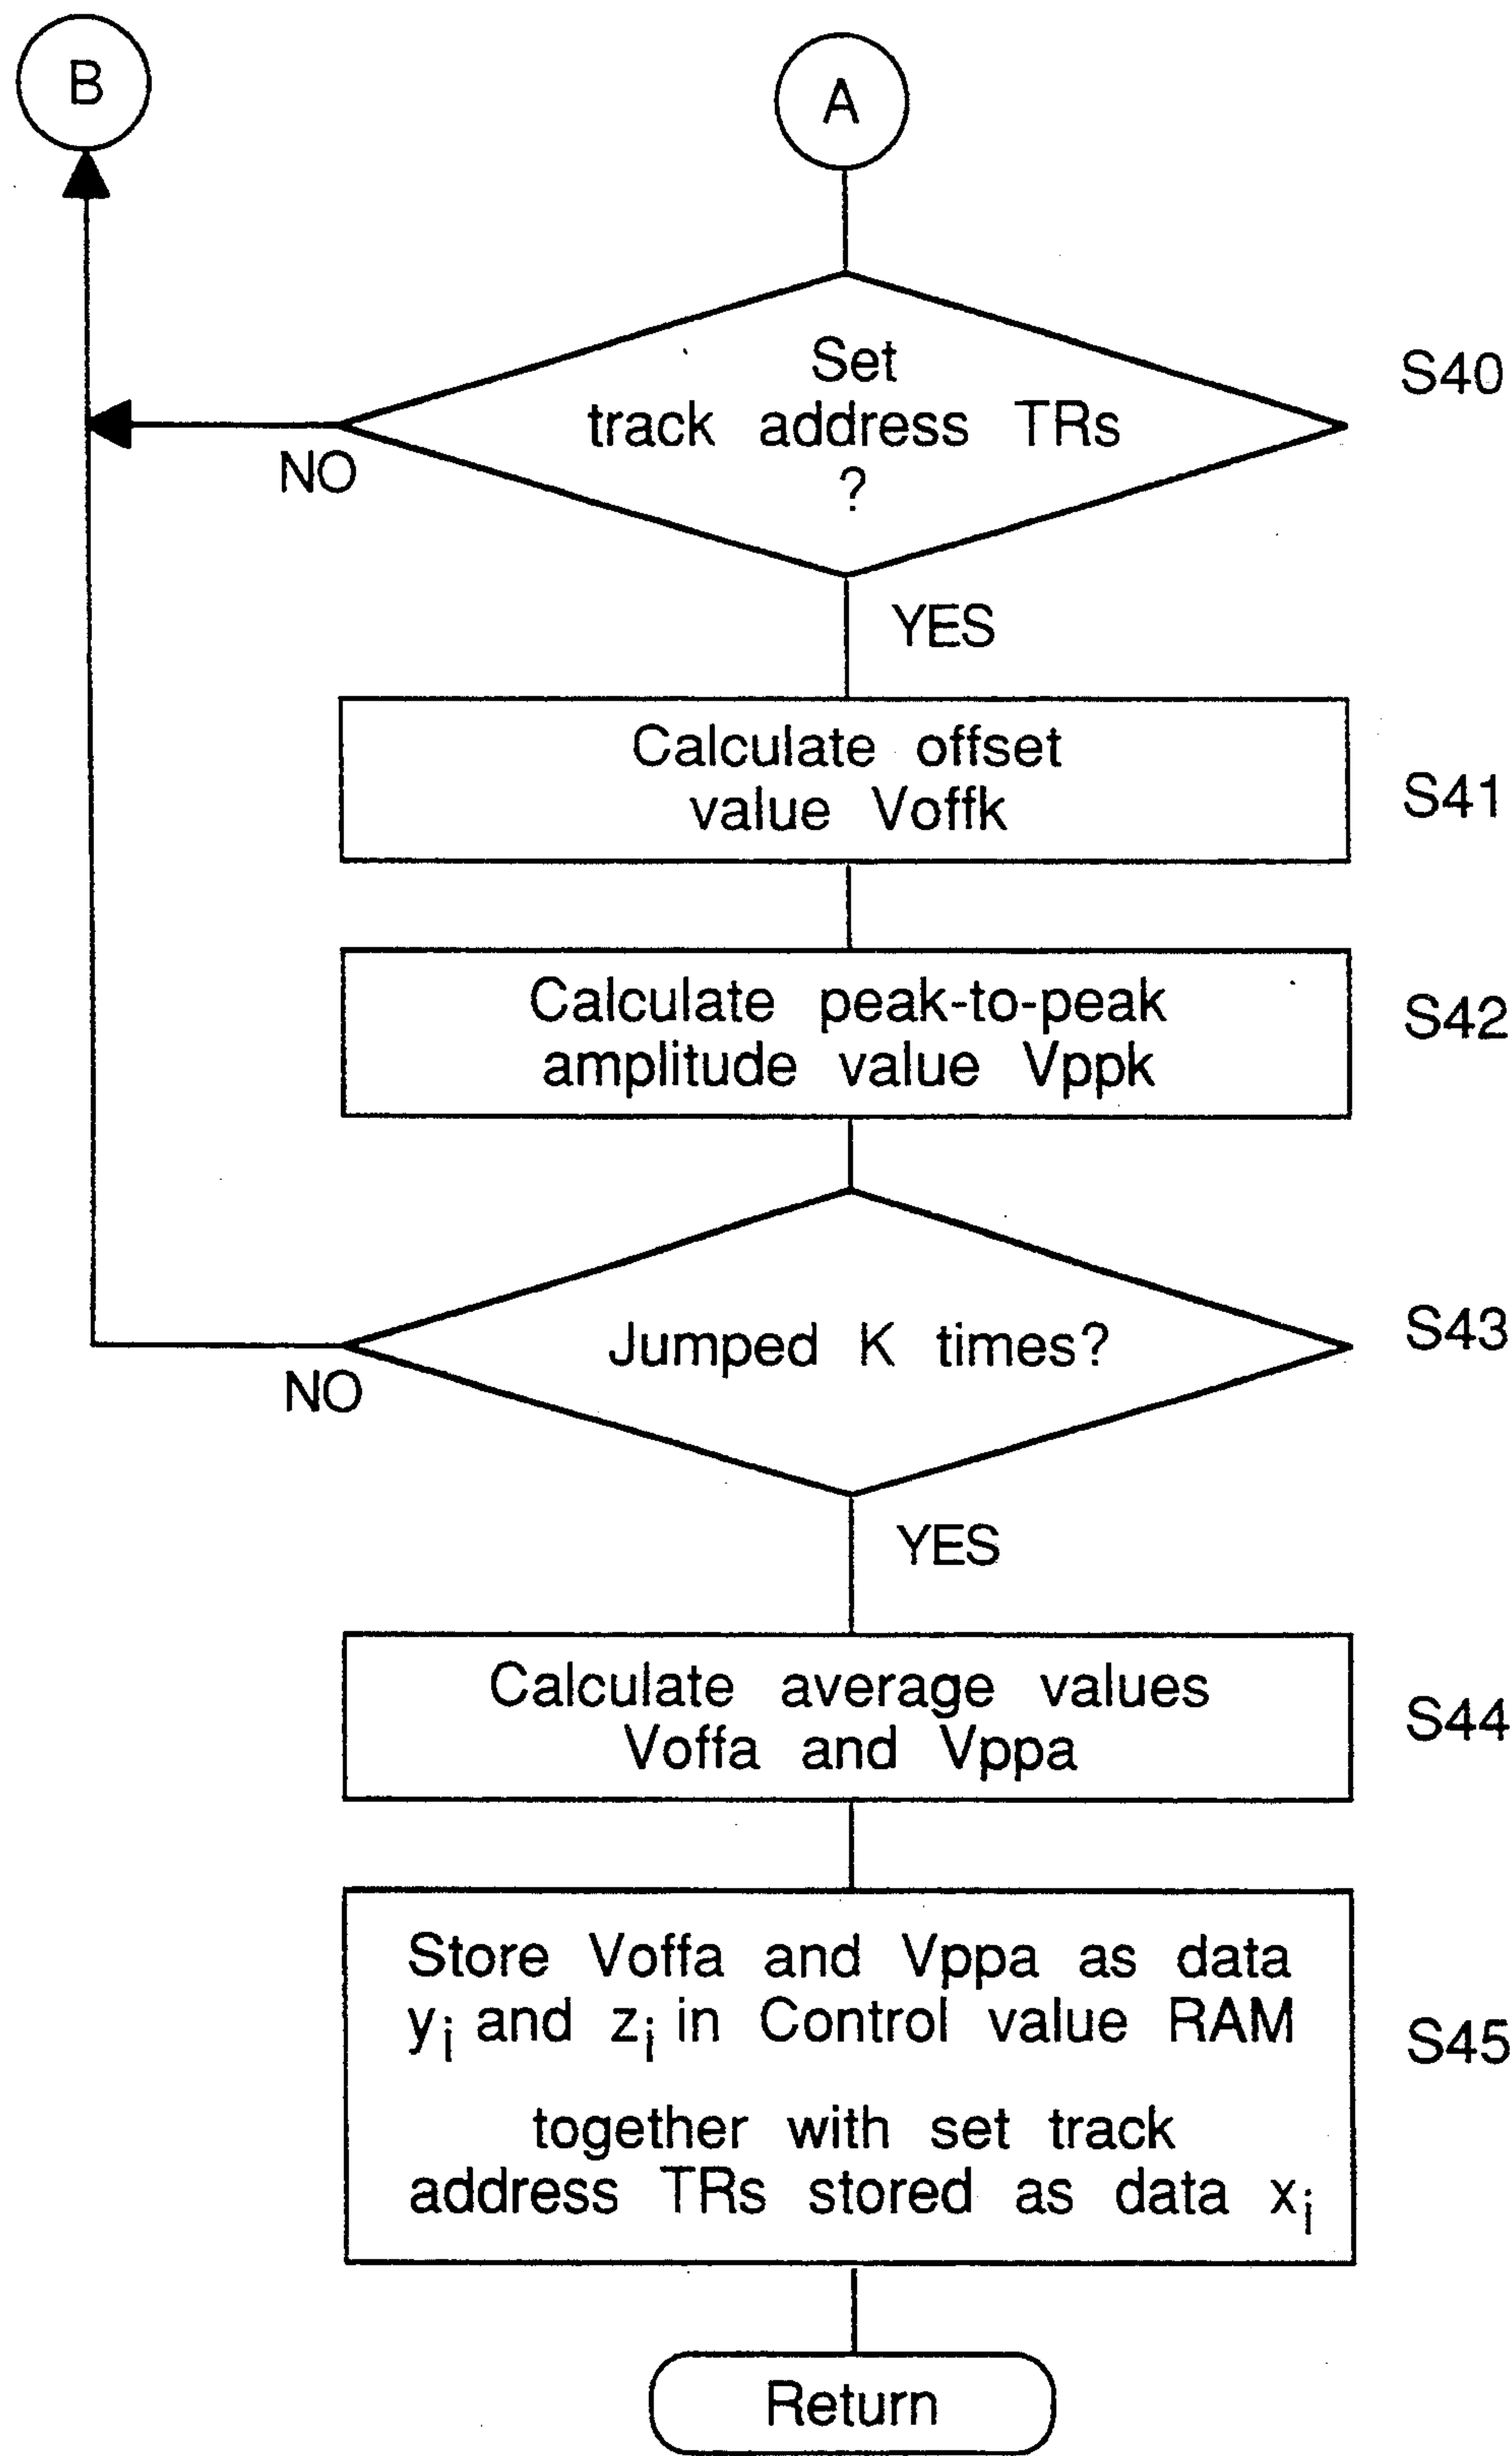 B
A
Set
track address TRs
?
S40
NO
YES
Calculate offset
value Voffk
S41
Calculate peak-to-peak
amplitude value Vppk
S42
Jumped K times?
S43
NO
YES
Calculate average values
Voffa and Vppa
S44
Store Voffa and Vppa as data
yi and zi in Control value RAM
together with set track
address TRs stored as data xi
S45
Return